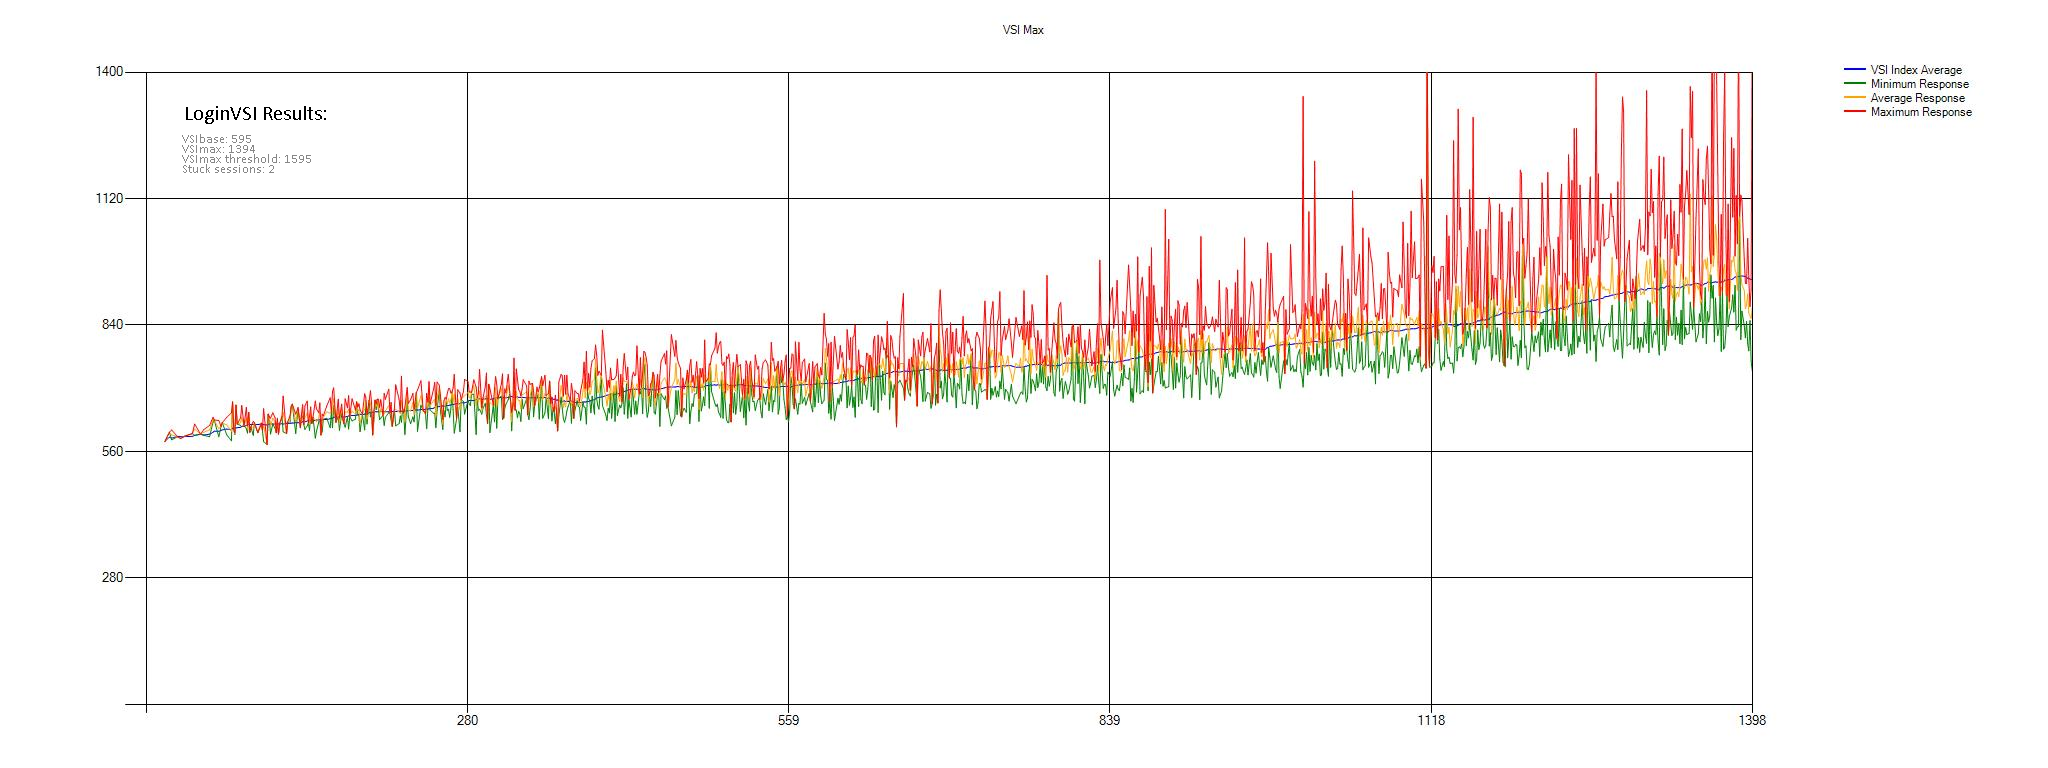 VSI Max
1400
1120
840
560
280
LoginVSI Results:
VSIbase: 595
VSImax: 1394
VSImax threshold: 1595
Stuck sessions: 2
VSI Index Average
Minimum Response
Average Response
Maximum Response
280
559
839
1118
1398